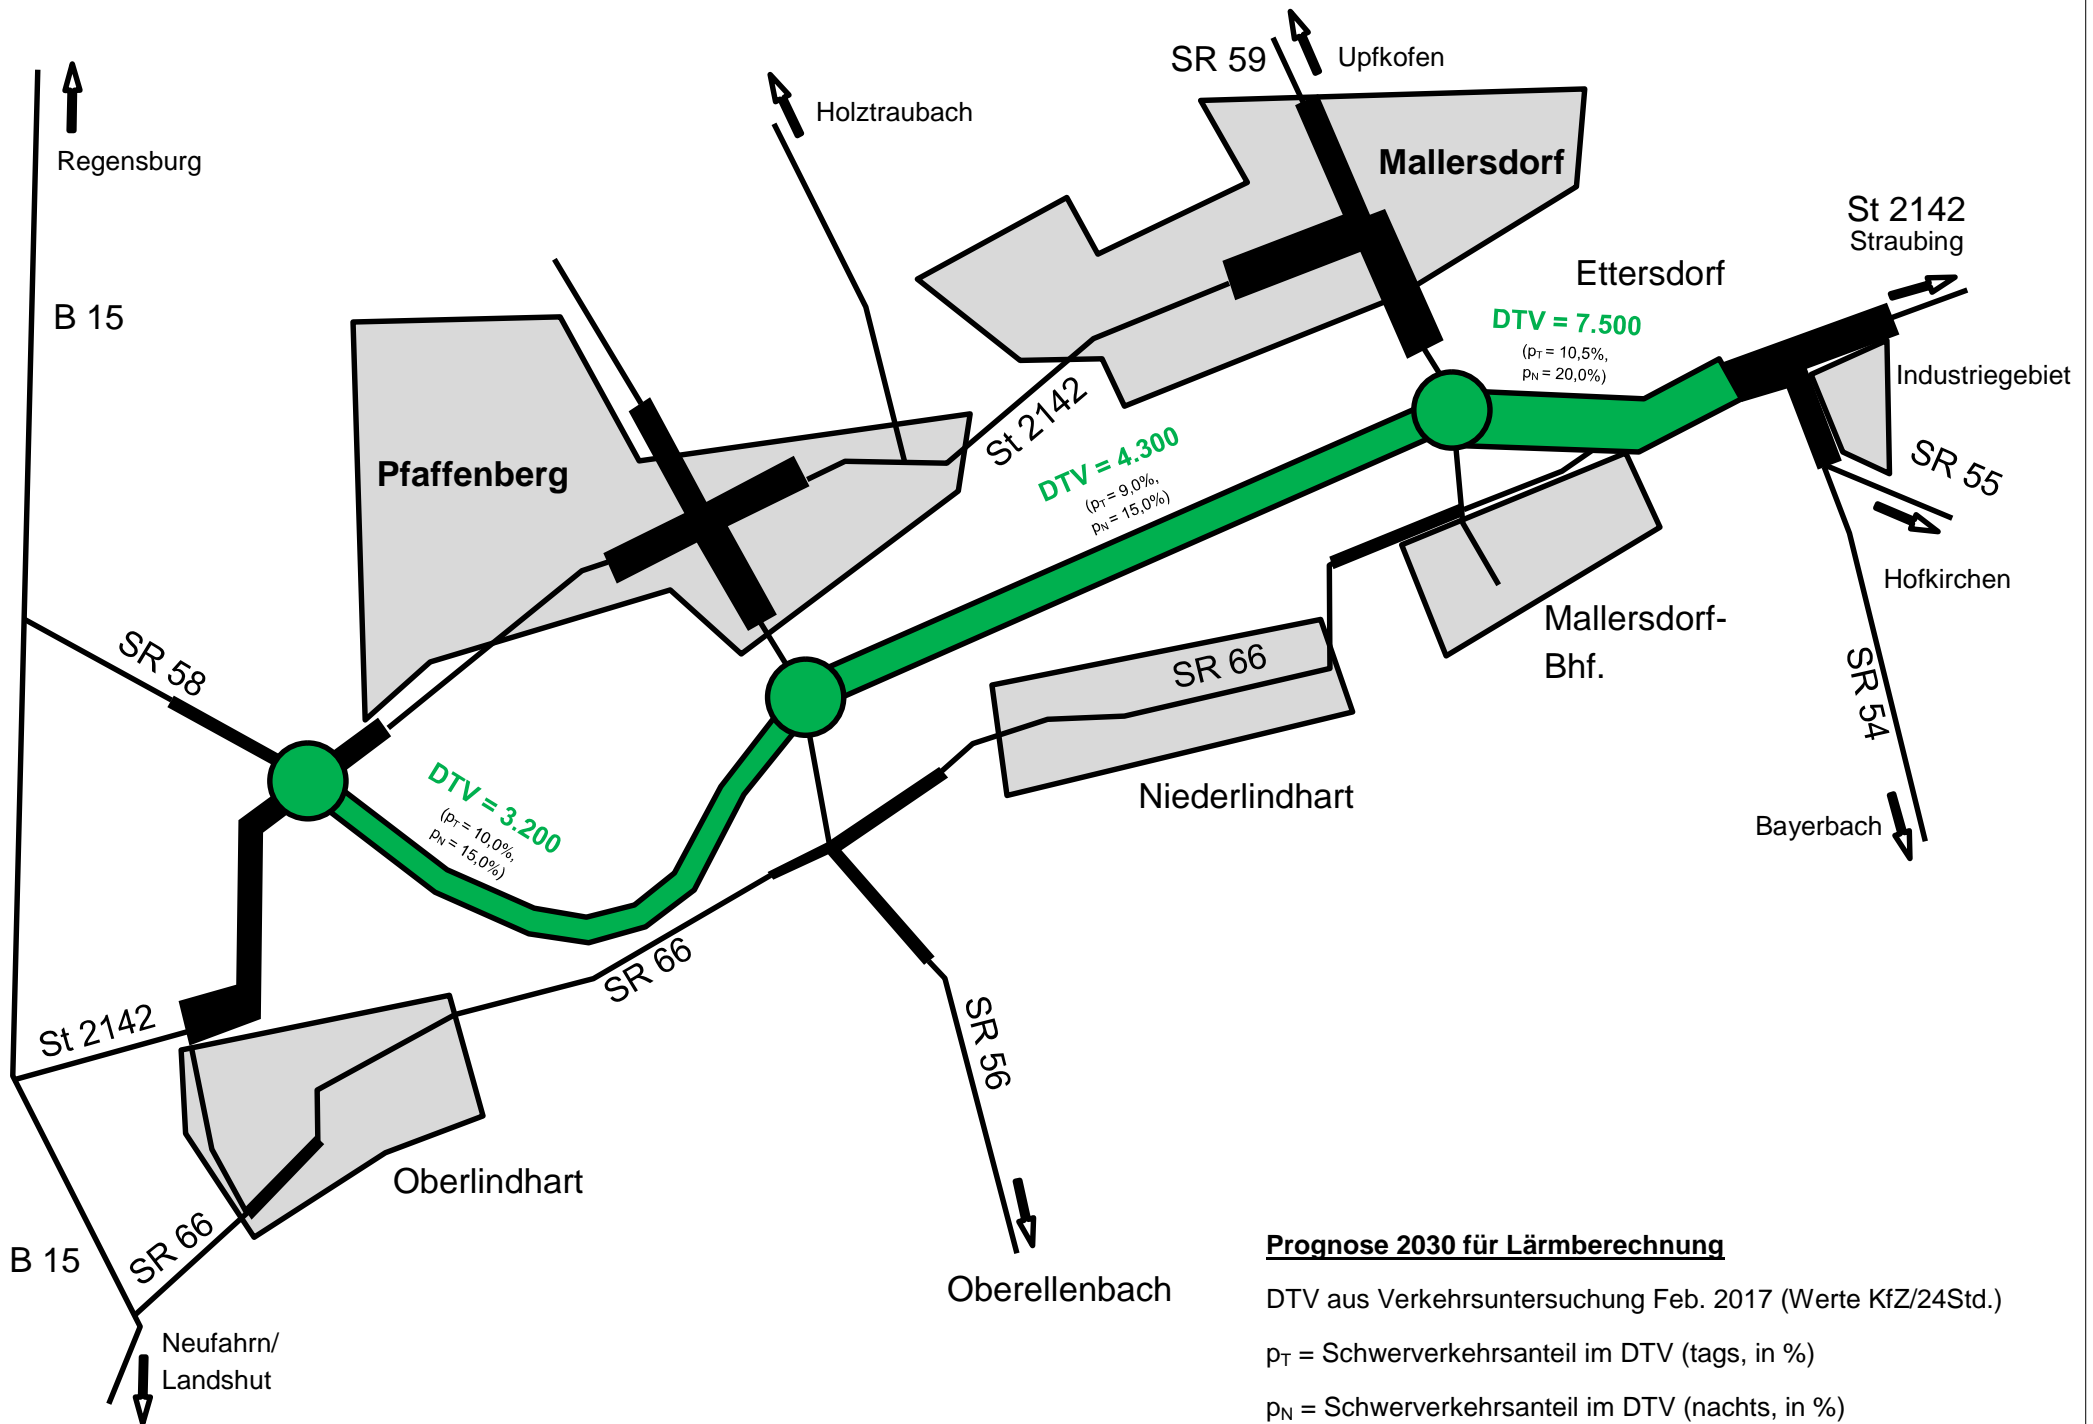 SR 59
Upfkofen
Holztraubach
Regensburg
Mallersdorf
St 2142
Straubing
Ettersdorf
B 15
DTV = 7.500
(pT = 10,5%,
pN = 20,0%)
Industriegebiet
St 2142
DTV = 4.300
(pT = 9,0%,
pN = 15,0%)
Pfaffenberg
SR 55
Hofkirchen
Mallersdorf-
Bhf.
SR 58
SR 66
SR 54
Niederlindhart
DTV = 3.200
(pT = 10,0%,
pN = 15,0%)
Bayerbach
SR 66
St 2142
SR 56
Oberlindhart
SR 66
B 15
Oberellenbach
Neufahrn/
Landshut
Prognose 2030 für Lärmberechnung
DTV aus Verkehrsuntersuchung Feb. 2017 (Werte KfZ/24Std.)
pT = Schwerverkehrsanteil im DTV (tags, in %)
pN = Schwerverkehrsanteil im DTV (nachts, in %)